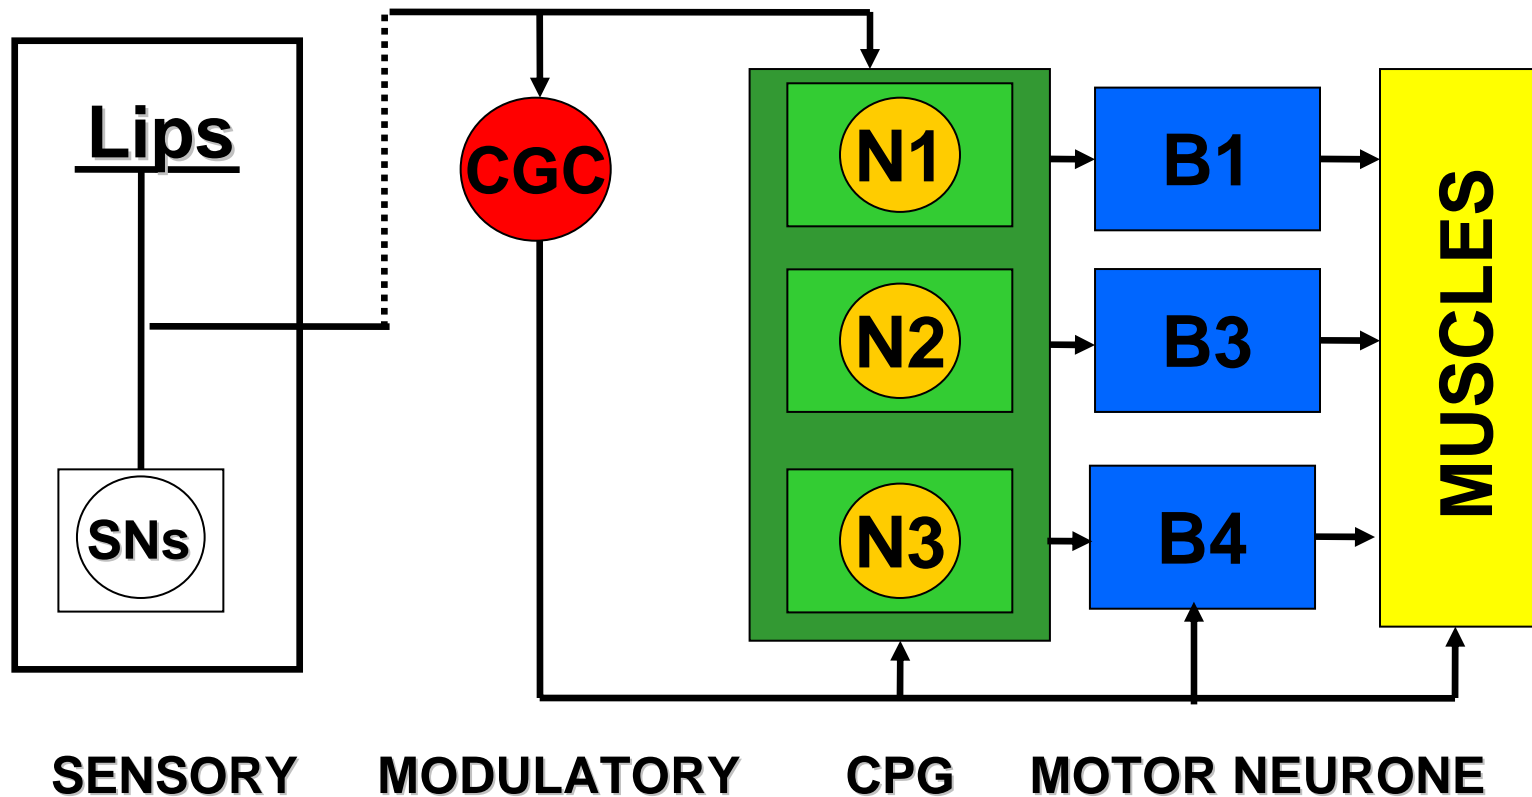 Lips
SNs
CGC
N1
N2
N3
B1
B3
B4
MUSCLES
SENSORY
MODULATORY
CPG
MOTOR NEURONE